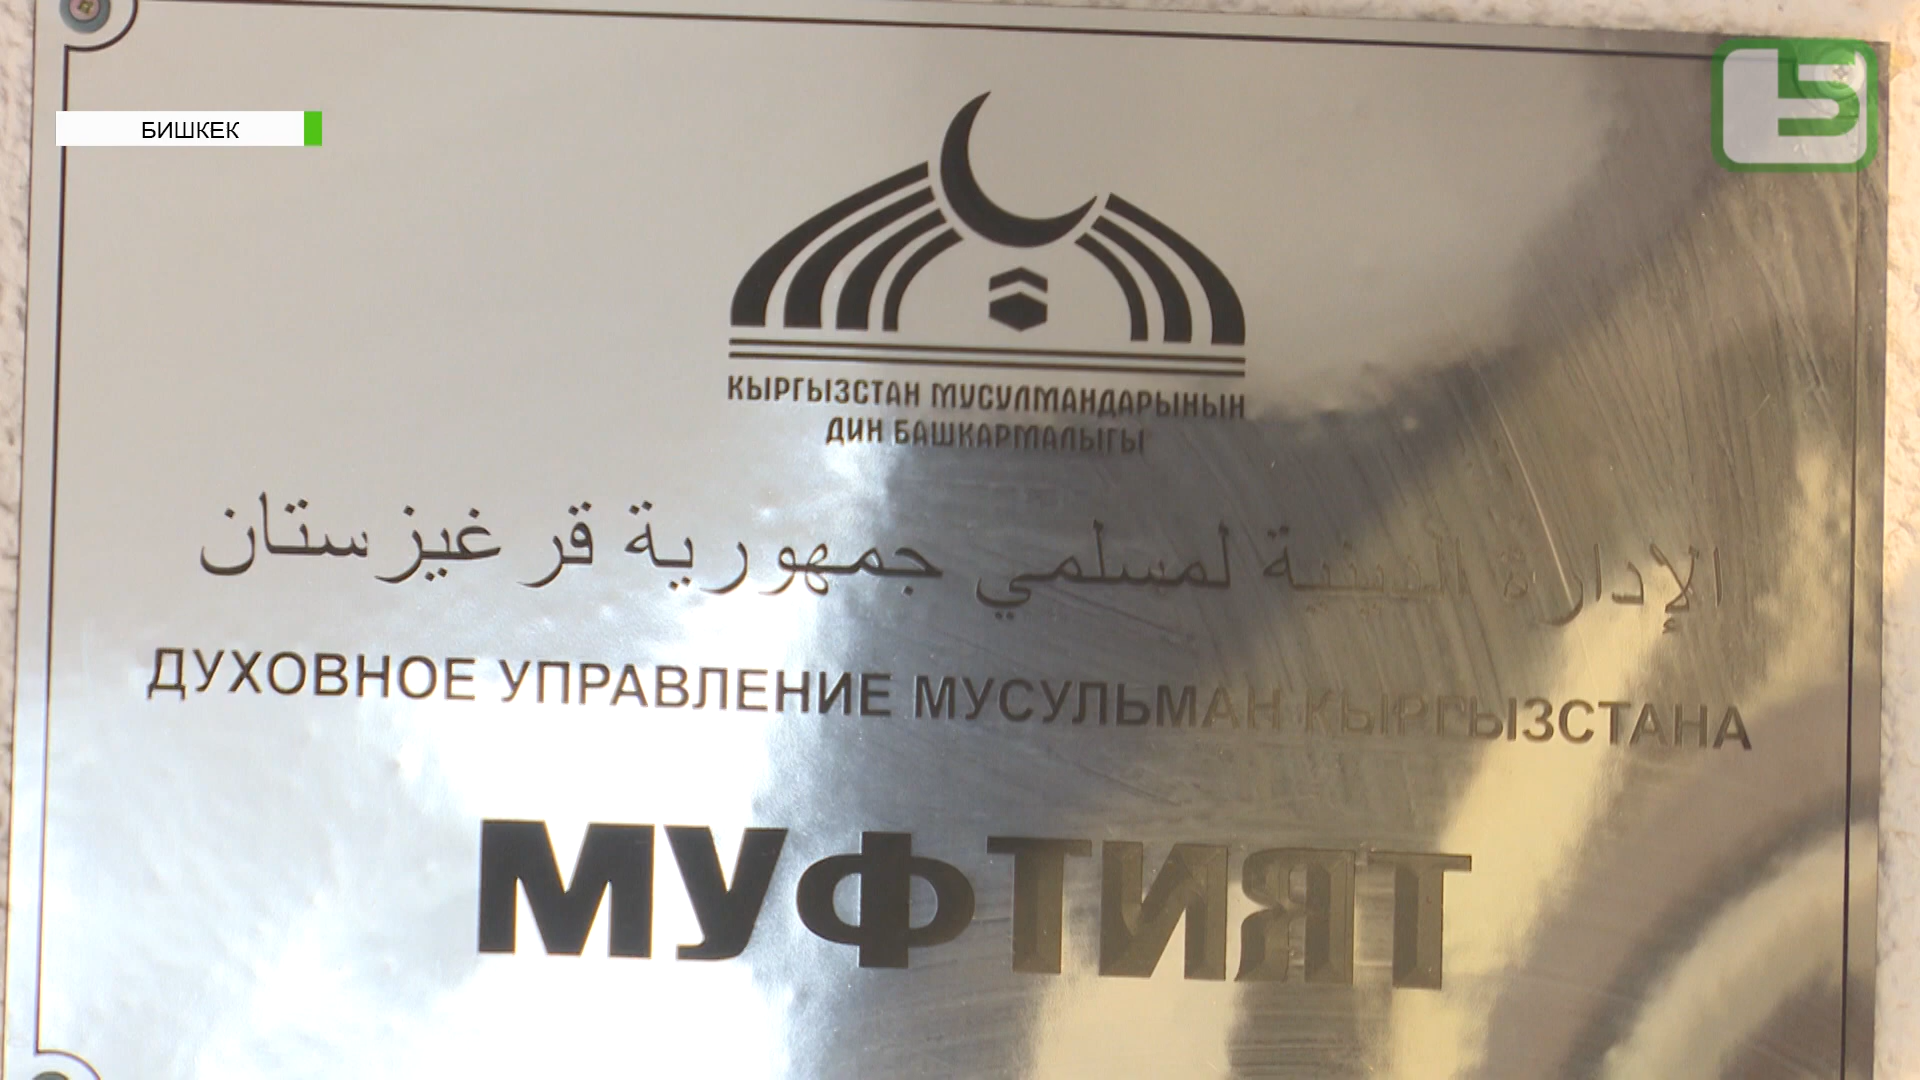 БИШКЕК
КЫРГЫЗСТАН МУСУЛМАНДАРЫНЫН
ДИН БАШКАРМАЛЫГЫ
الإدارة الدينية لمسلمي جمهورية قرغيزستان
ДУХОВНОЕ УПРАВЛЕНИЕ МУСУЛЬМАН КЫРГЫЗСТАНА
МУФТИЯТ